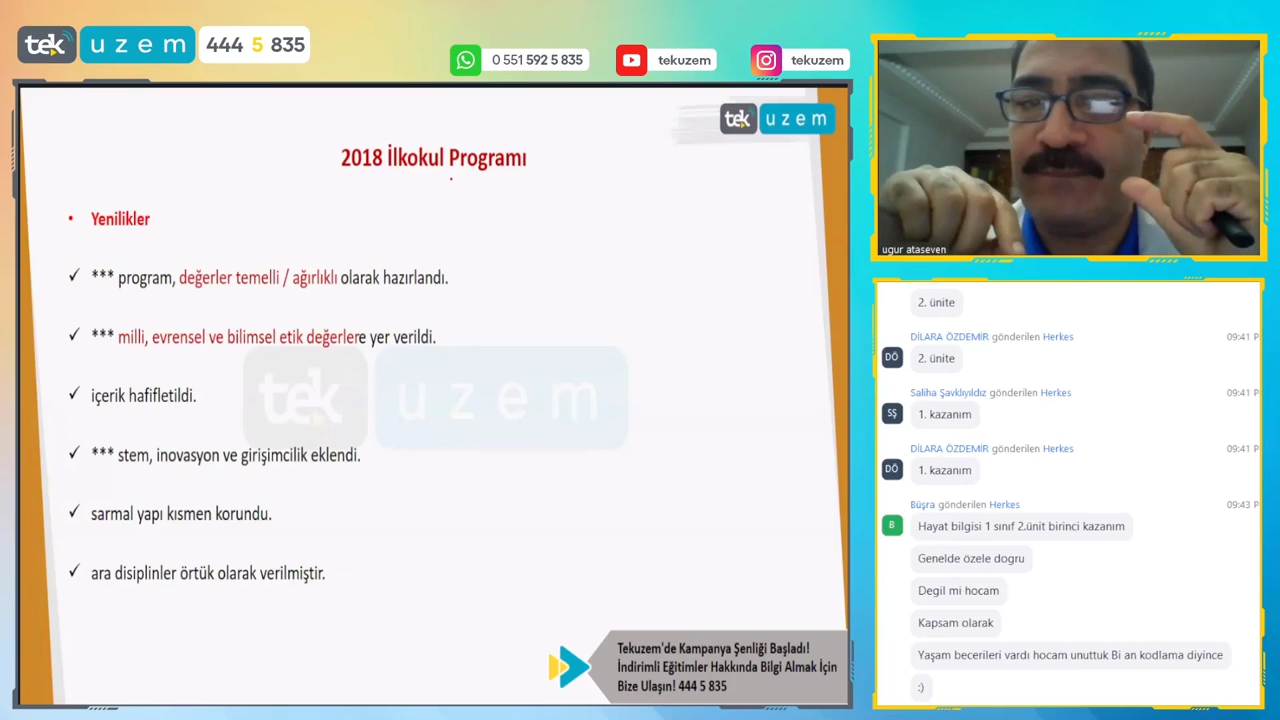 tek uzem 444 5 835
0 551 592 5 835
tekuzem
tekuzem
tek uzem
2018 İlkokul Programı
• Yenilikler
✓ *** program, değerler temelli / ağırlıklı olarak hazırlandı.
✓ *** milli, evrensel ve bilimsel etik değerlere yer verildi.
✓ içerik hafifletildi.
tek uzem
✓ *** stem, inovasyon ve girişimcilik eklendi.
✓ sarmal yapı kısmen korundu.
✓ ara disiplinler örtük olarak verilmiştir.
Tekuzem'de Kampanya Şenliği Başladı!
İndirimli Eğitimler Hakkında Bilgi Almak İçin
Bize Ulaşın! 444 5 835
ugur ataseven
2. ünite
DİLARA ÖZDEMİR gönderilen Herkes 09:41 P
DÖ 2. ünite
Saliha Şavklıyıldız gönderilen Herkes 09:41 P
SŞ 1. kazanım
DİLARA ÖZDEMİR gönderilen Herkes 09:41 P
DÖ 1. kazanım
Büşra gönderilen Herkes 09:43 P
B Hayat bilgisi 1 sınıf 2.ünit birinci kazanım
Genelde özele dogru
Degil mi hocam
Kapsam olarak
Yaşam becerileri vardı hocam unuttuk Bi an kodlama diyince
:)